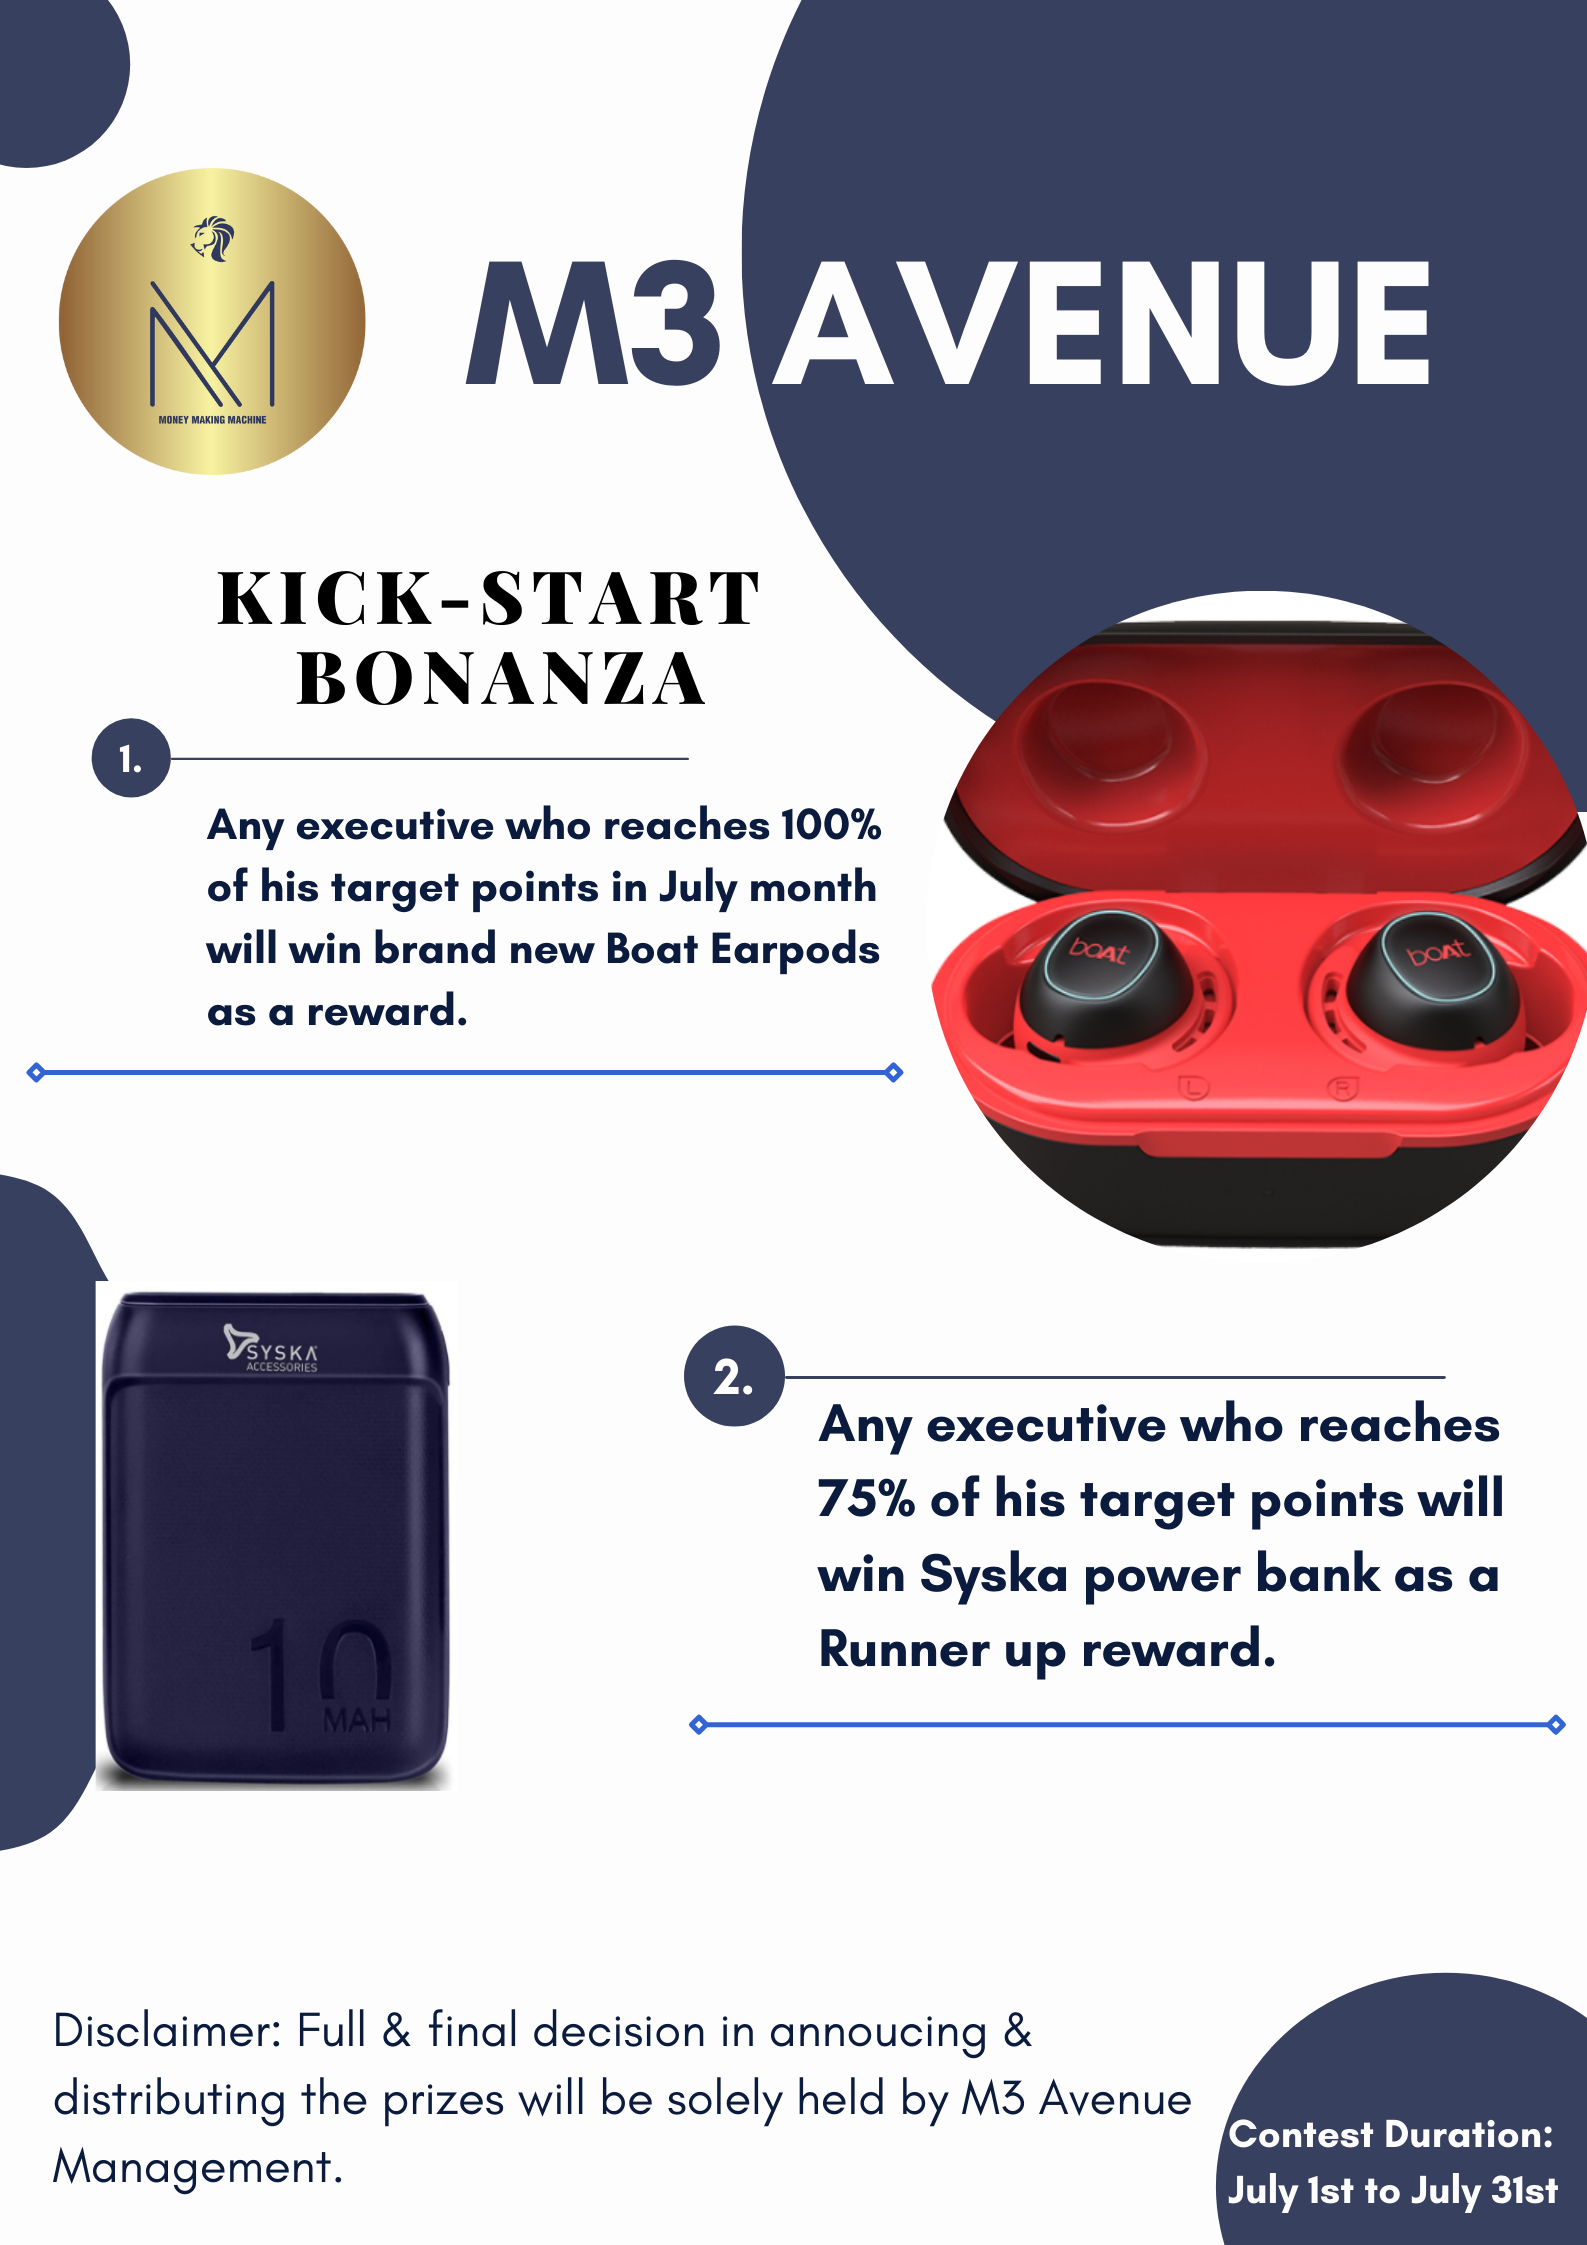 MONEY MAKING MACHINE
M3 AVENUE
KICK-START
BONANZA
1.
Any executive who reaches 100%
of his target points in July month
will win brand new Boat Earpods
as a reward.
boAt
boAt
L
R
SYSKA
ACCESSORIES
10
MAH
2.
Any executive who reaches
75% of his target points will
win Syska power bank as a
Runner up reward.
Disclaimer: Full & final decision in annoucing &
distributing the prizes will be solely held by M3 Avenue
Management.
Contest Duration:
July 1st to July 31st